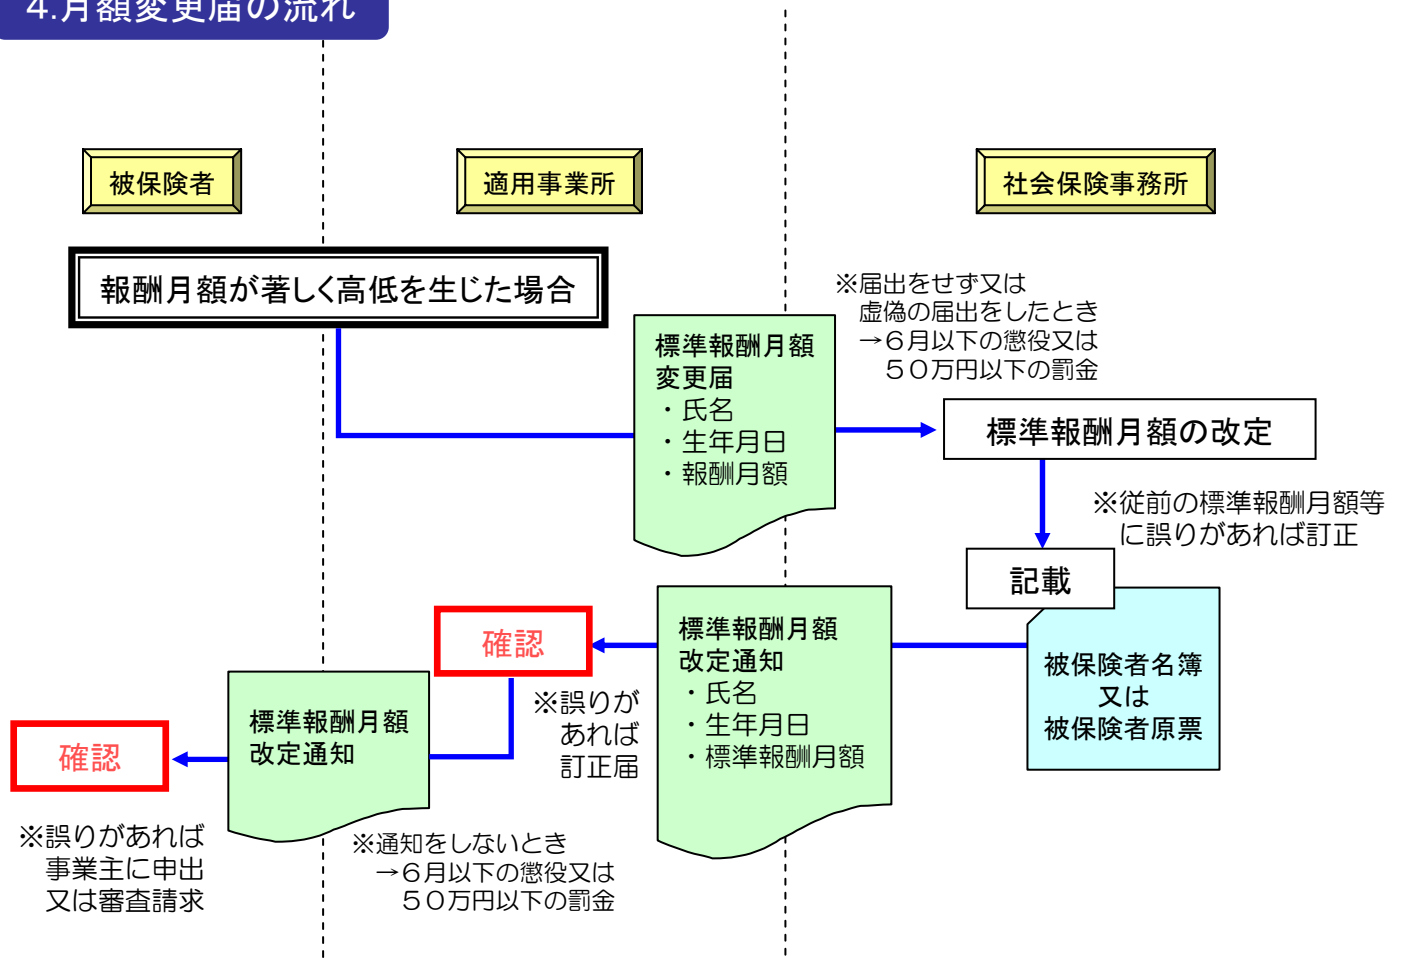 4.月額変更届の流れ
被保険者
適用事業所
社会保険事務所
報酬月額が著しく高低を生じた場合
※届出をせず又は
虚偽の届出をしたとき
→６月以下の懲役又は
５０万円以下の罰金
標準報酬月額
変更届
・氏名
・生年月日
・報酬月額
標準報酬月額の改定
※従前の標準報酬月額等
に誤りがあれば訂正
記載
被保険者名簿
又は
被保険者原票
標準報酬月額
改定通知
・氏名
・生年月日
・標準報酬月額
確認
※誤りが
あれば
訂正届
標準報酬月額
改定通知
※通知をしないとき
→６月以下の懲役又は
５０万円以下の罰金
確認
※誤りがあれば
事業主に申出
又は審査請求